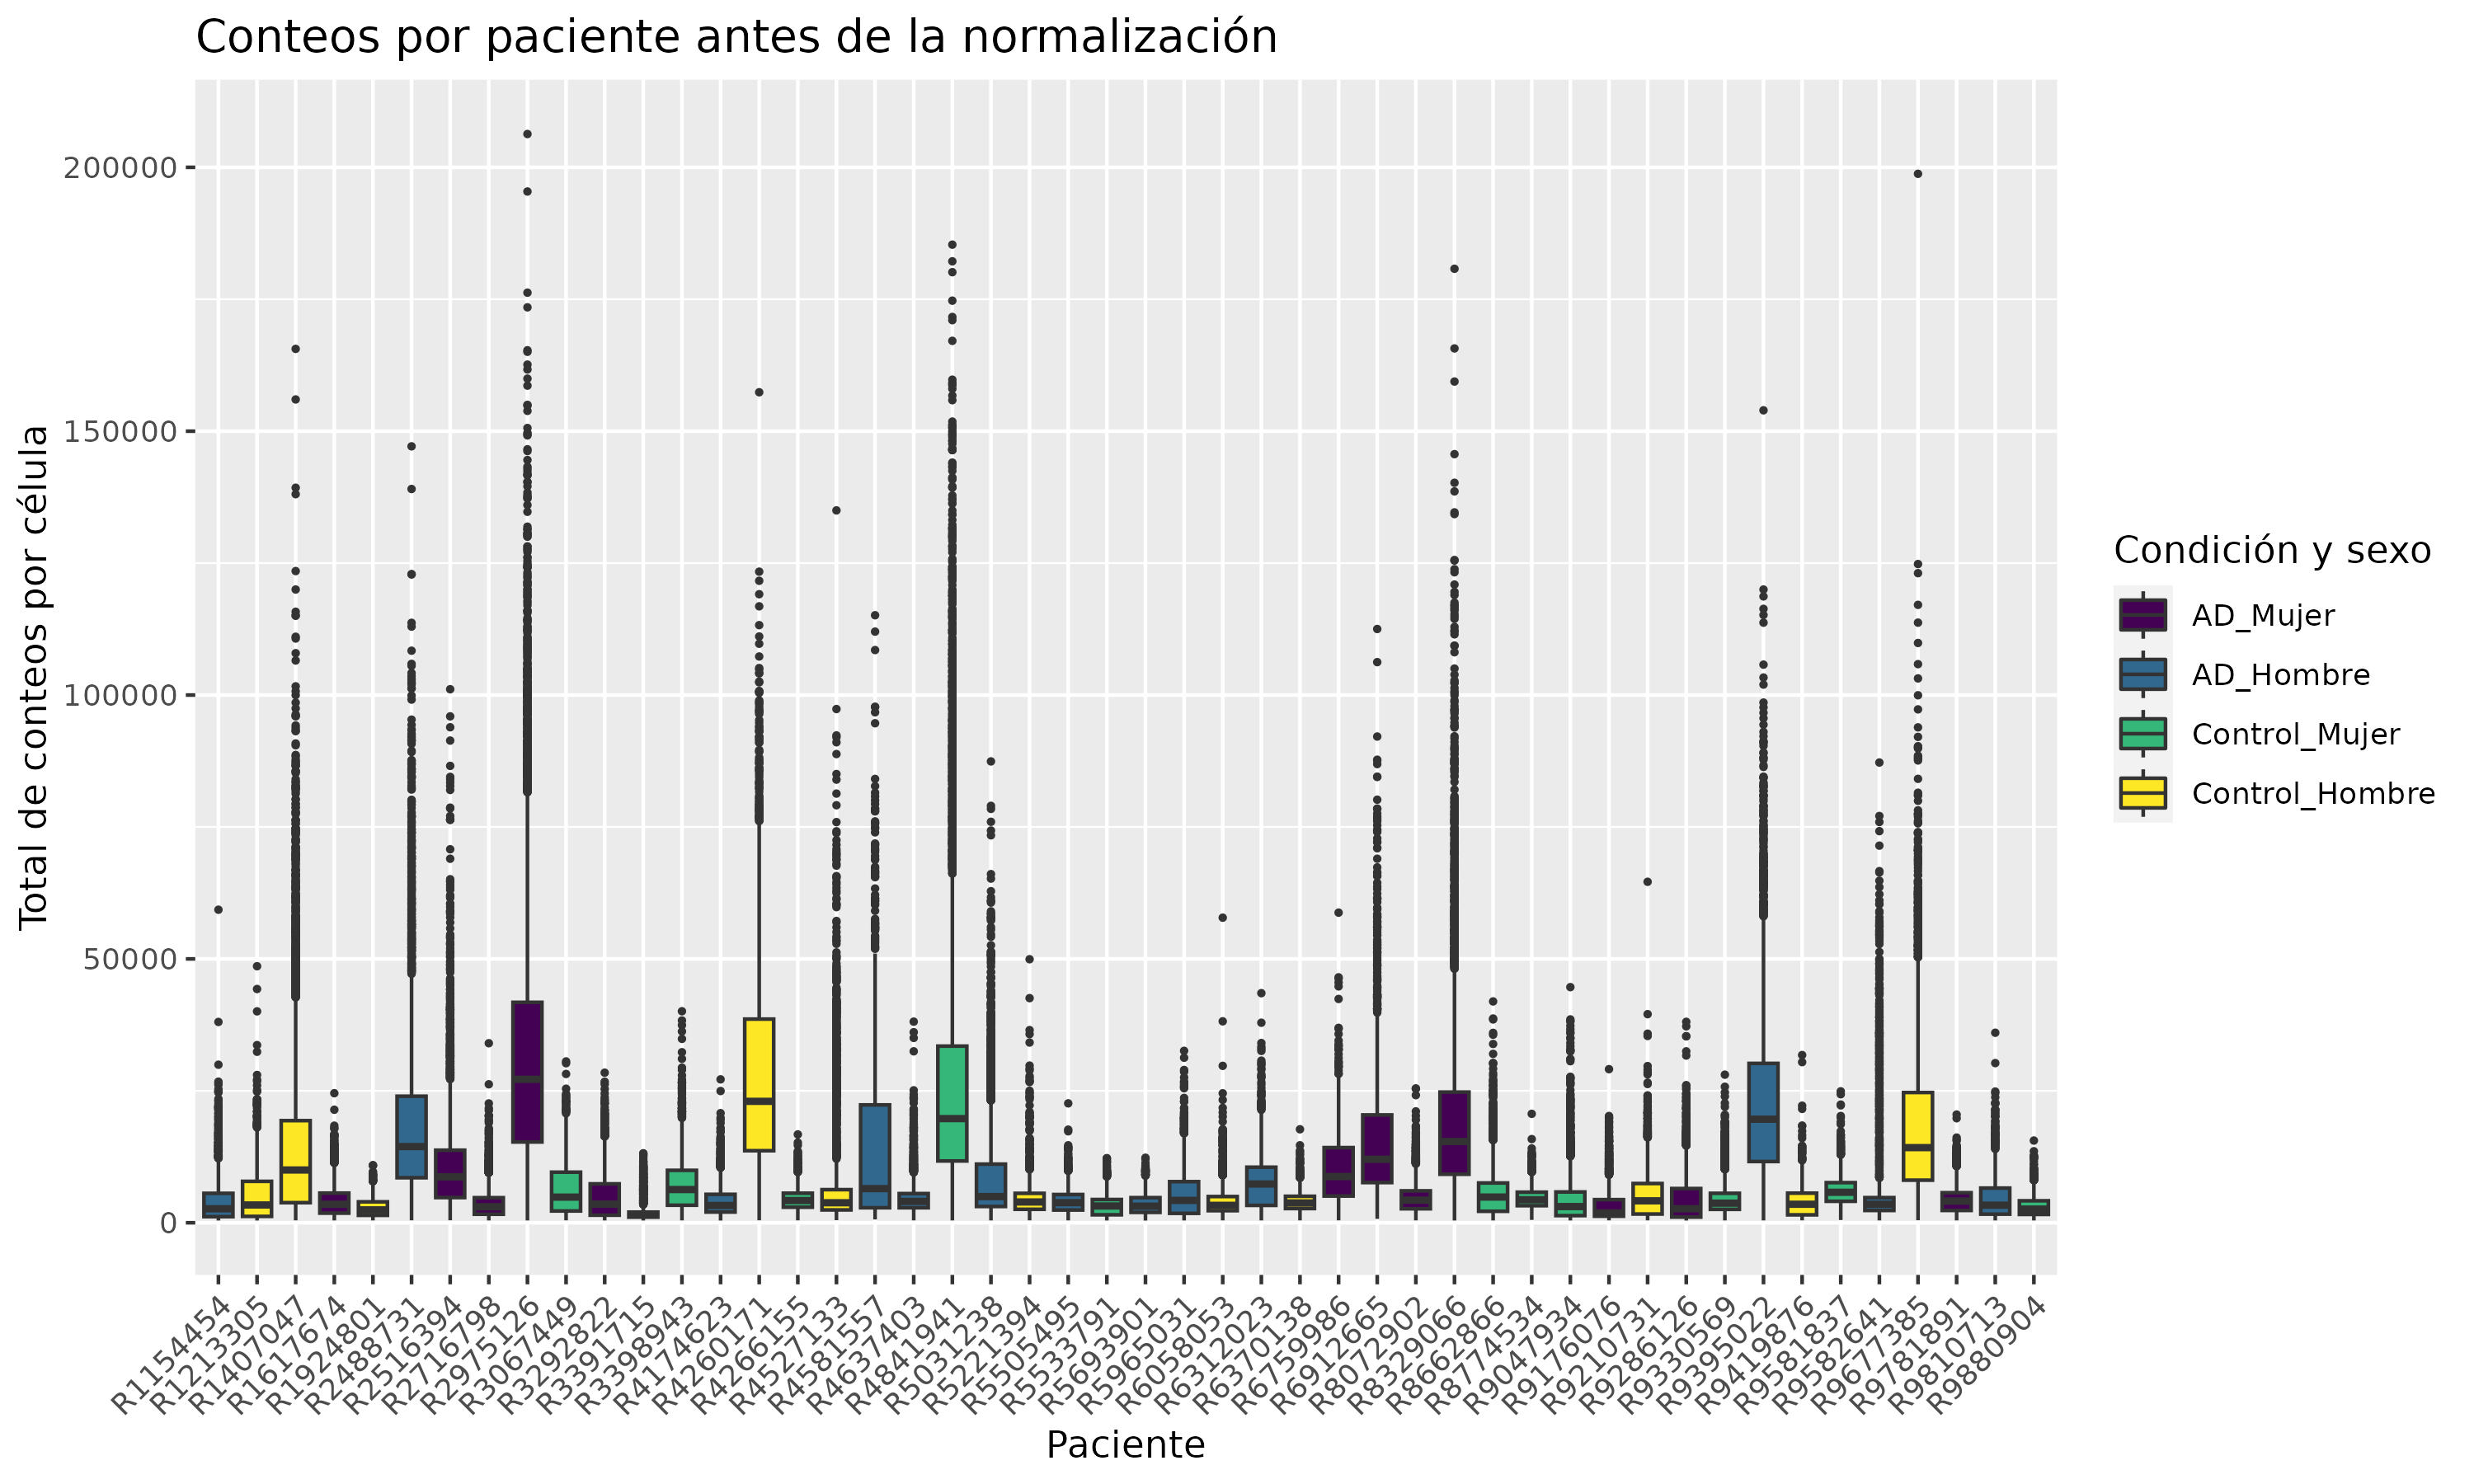 Conteos por paciente antes de la normalización
Total de conteos por célula
200000
150000
100000
50000
0
R1154454
R1213305
R1407047
R1617674
R1924801
R2488731
R2516394
R2716798
R2975126
R3067449
R3292822
R3391715
R3398943
R4174623
R4260171
R4266155
R4527133
R4581557
R4637403
R4841941
R5031238
R5221394
R5505495
R5533791
R5693901
R5965031
R6058053
R6312023
R6370138
R6759986
R6912665
R8072902
R8329066
R8662866
R8774534
R9047934
R9176076
R9210731
R9286126
R9330569
R9395022
R9419876
R9581837
R9582641
R9677385
R9781891
R9810713
R9880904
Paciente
Condición y sexo
AD_Mujer
AD_Hombre
Control_Mujer
Control_Hombre